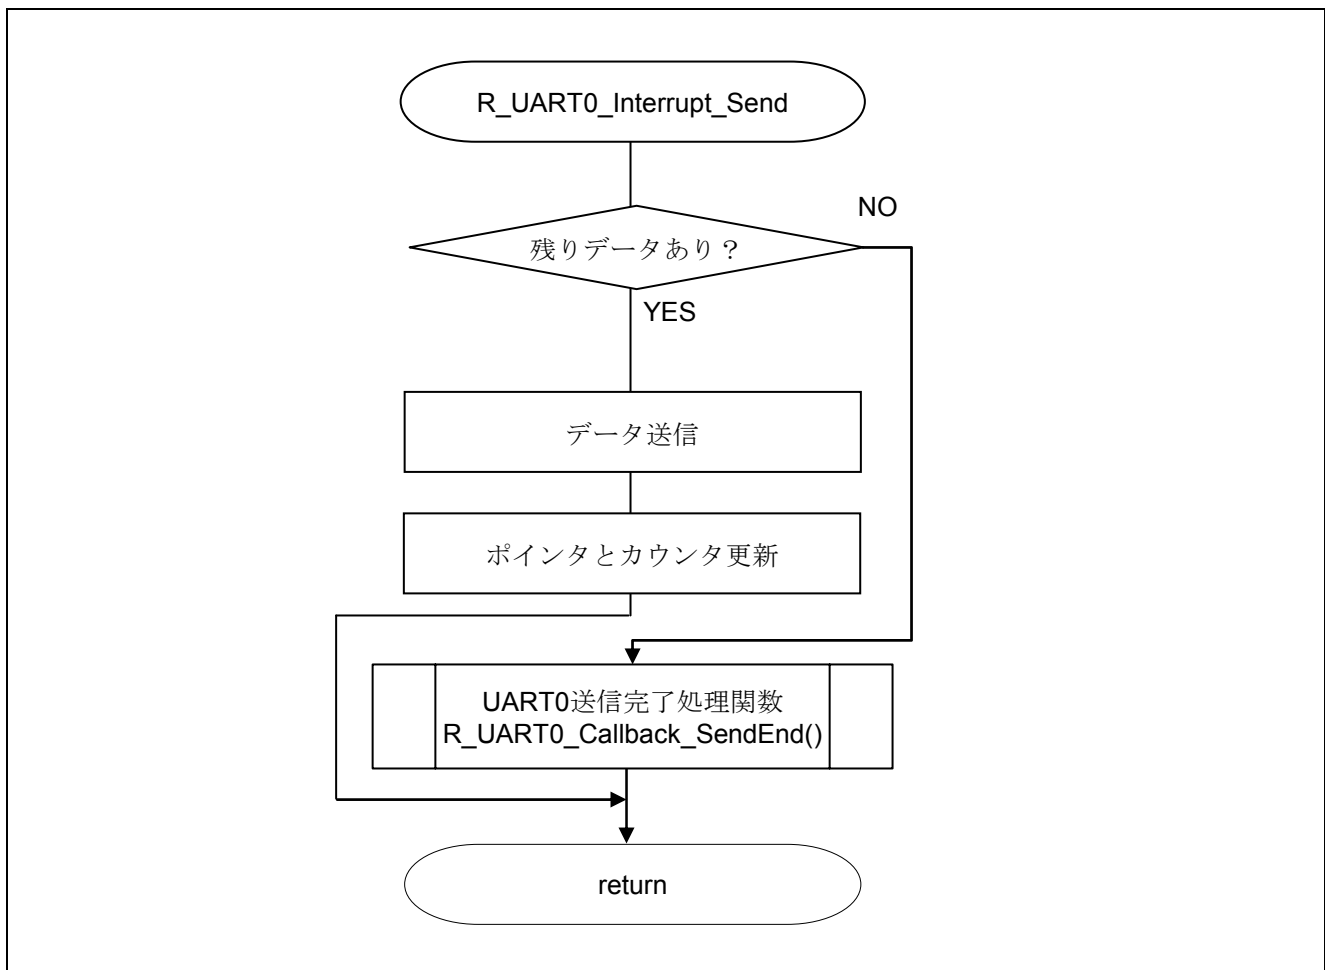 R_UART0_Interrupt_Send
NO
残りデータあり？
YES
データ送信
ポインタとカウンタ更新
UART0送信完了処理関数
R_UART0_Callback_SendEnd()
return